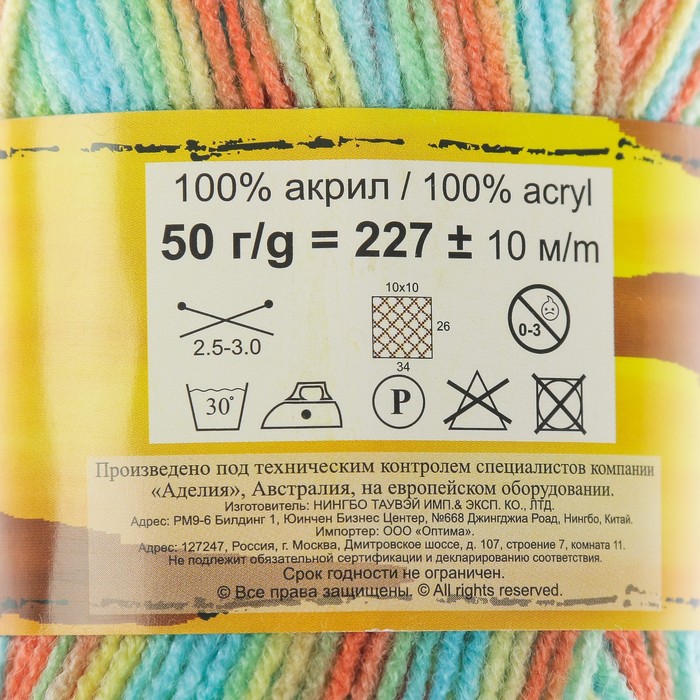 100% акрил / 100% acryl
50 г/g = 227 ± 10 м/m
10x10
26
34
2.5-3.0
0-3
30°
P
Произведено под техническим контролем специалистов компании
«Аделия», Австралия, на европейском оборудовании.
Изготовитель: НИНГБО ТАУВЭЙ ИМП.& ЭКСП. КО., ЛТД.
Адрес: РМ9-6 Билдинг 1, Юинчен Бизнес Центер, №668 Джингджиа Роад, Нингбо, Китай.
Импортер: ООО «Оптима».
Адрес: 127247, Россия, г. Москва, Дмитровское шоссе, д. 107, строение 7, комната 11.
Не подлежит обязательной сертификации и декларированию соответствия.
Срок годности не ограничен.
© Все права защищены. © All rights reserved.